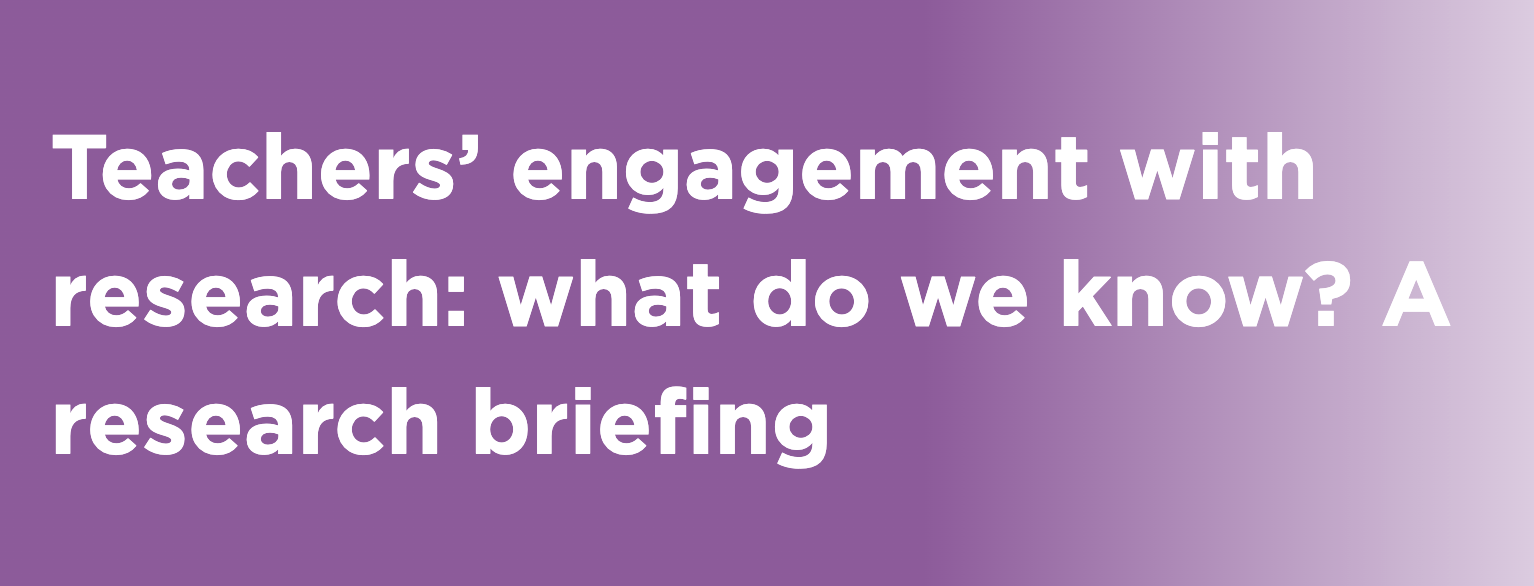 Teachers’ engagement with
research: what do we know? A
research briefing